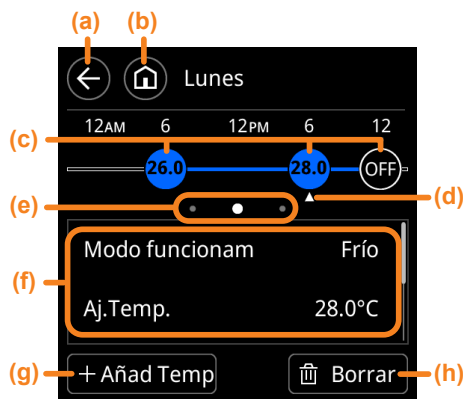 (a) (b)
Lunes
12AM 6 12PM 6 12
(c)
26.0 28.0 OFF
(e) (d)
Modo funcionam Frío
(f)
Aj.Temp. 28.0°C
(g) + Añad Temp Borrar (h)